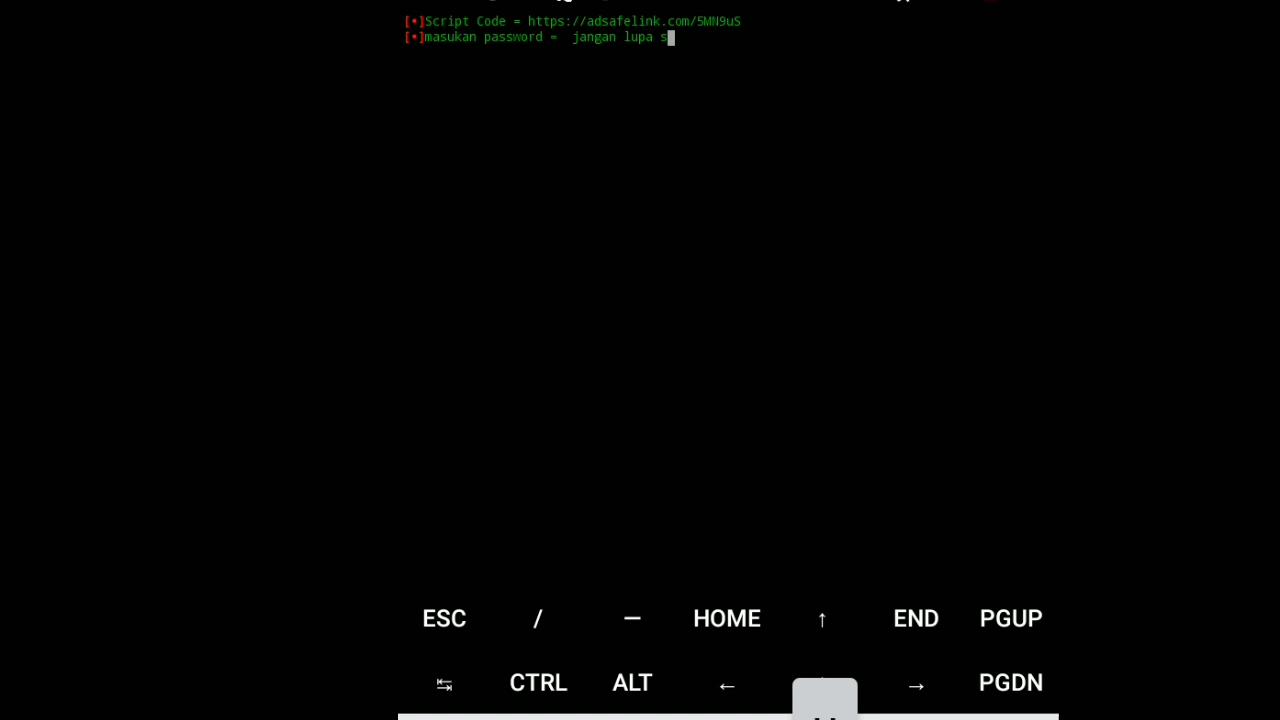 [•]Script Code = https://adsafelink.com/5MN9uS
[•]masukan password =  jangan lupa s
ESC / — HOME ↑ END PGUP
↹ CTRL ALT ← → PGDN